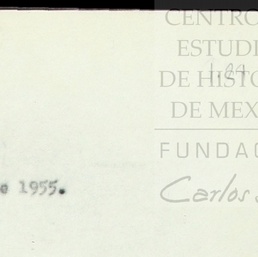 CENTRO
ESTUDI
DE HISTO
DE MEX
FUNDAC
Carlos S
e 1955.